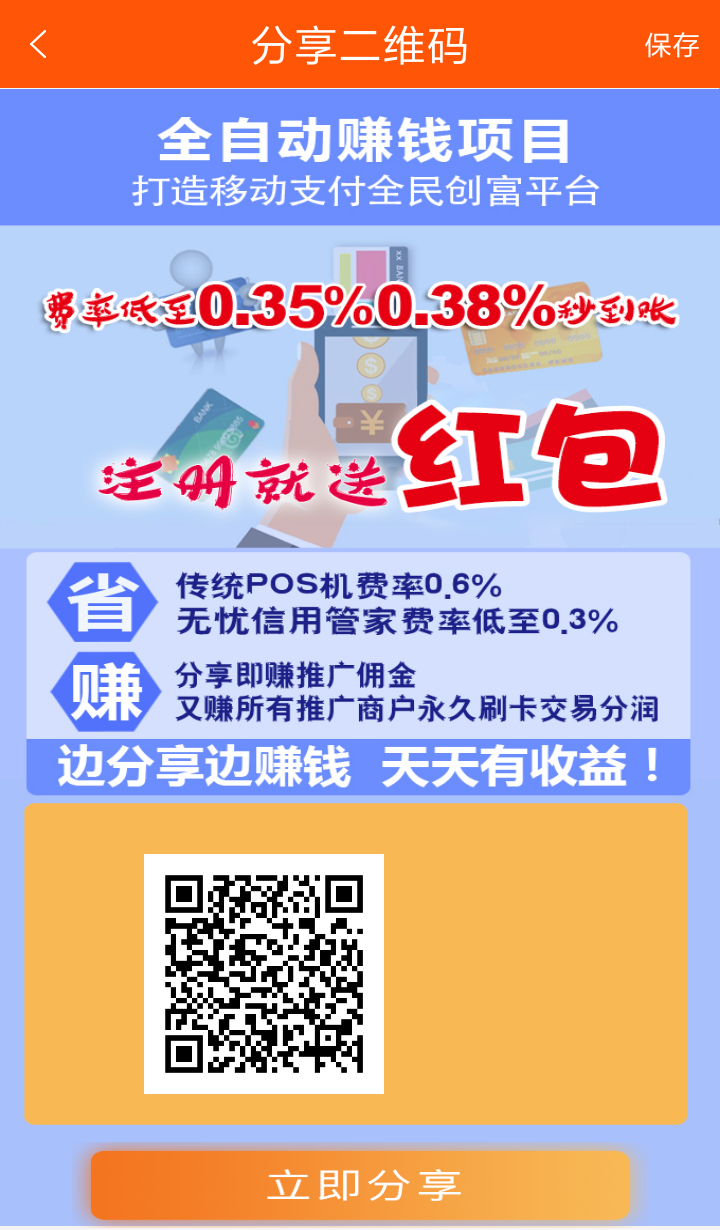 分享二维码
保存
全自动赚钱项目
打造移动支付全民创富平台
费率低至0.35%0.38%秒到账
注册就送红包
省
传统POS机费率0.6%
无忧信用管家费率低至0.3%
赚
分享即赚推广佣金
又赚所有推广商户永久刷卡交易分润
边分享边赚钱 天天有收益！
立即分享